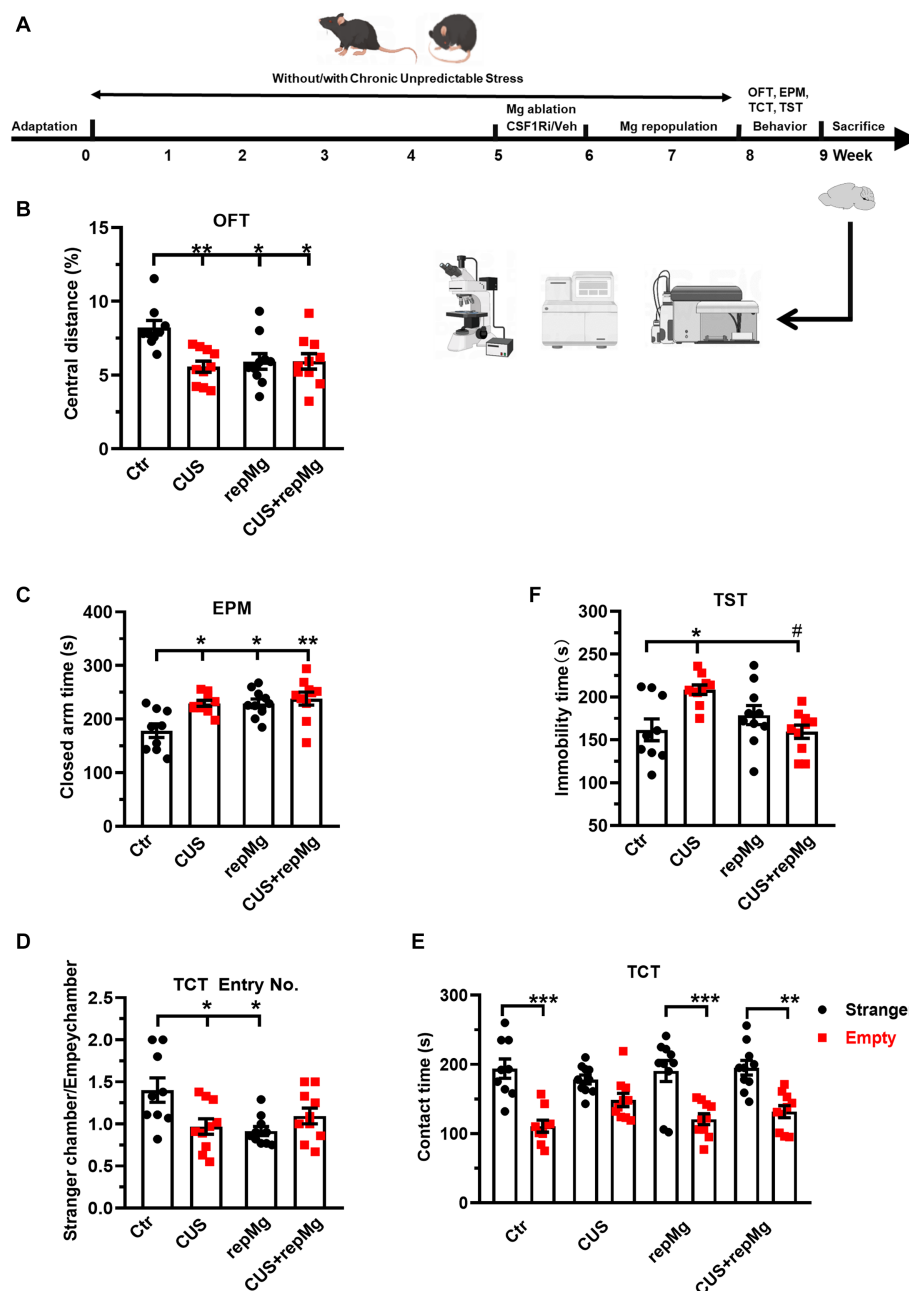 A
Without/with Chronic Unpredictable Stress
OFT, EPM,
Mg ablation
TCT, TST
Adaptation
CSF1Ri/Veh
Mg repopulation
Behavior
Sacrifice
0 1 2 3 4 5 6 7 8 9 Week
B
OFT
15
10
5
0
Central distance (%)
** * *
Ctr
CUS
repMg
CUS+repMg
C
EPM
400
300
200
100
0
Closed arm time (s)
* * **
Ctr
CUS
repMg
CUS+repMg
F
TST
300
250
200
150
100
50
Immobility time (s)
* #
Ctr
CUS
repMg
CUS+repMg
D
TCT Entry No.
2.5
2.0
1.5
1.0
0.5
0.0
Stranger chamber/Empeychamber
* *
Ctr
CUS
repMg
CUS+repMg
E
TCT
300
200
100
0
Contact time (s)
*** *** **
Strange
Empty
Ctr
CUS
repMg
CUS+repMg